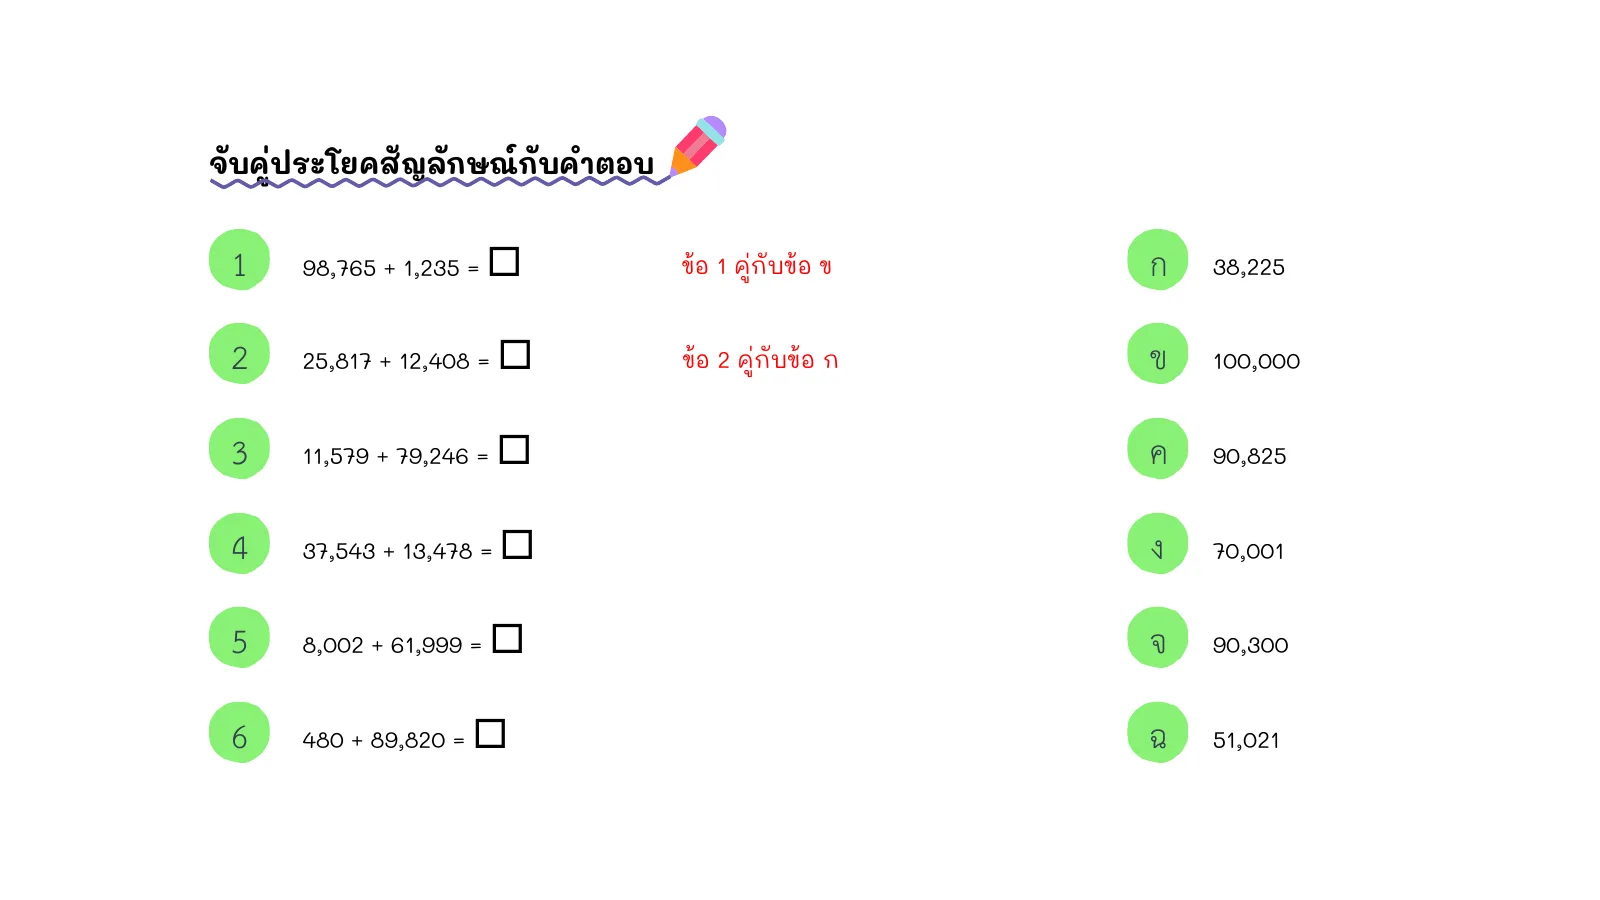 จับคู่ประโยคสัญลักษณ์กับคำตอบ
1 98,765 + 1,235 = □ ข้อ 1 คู่กับข้อ ข ก 38,225
2 25,817 + 12,408 = □ ข้อ 2 คู่กับข้อ ก ข 100,000
3 11,579 + 79,246 = □ ค 90,825
4 37,543 + 13,478 = □ ง 70,001
5 8,002 + 61,999 = □ จ 90,300
6 480 + 89,820 = □ ฉ 51,021